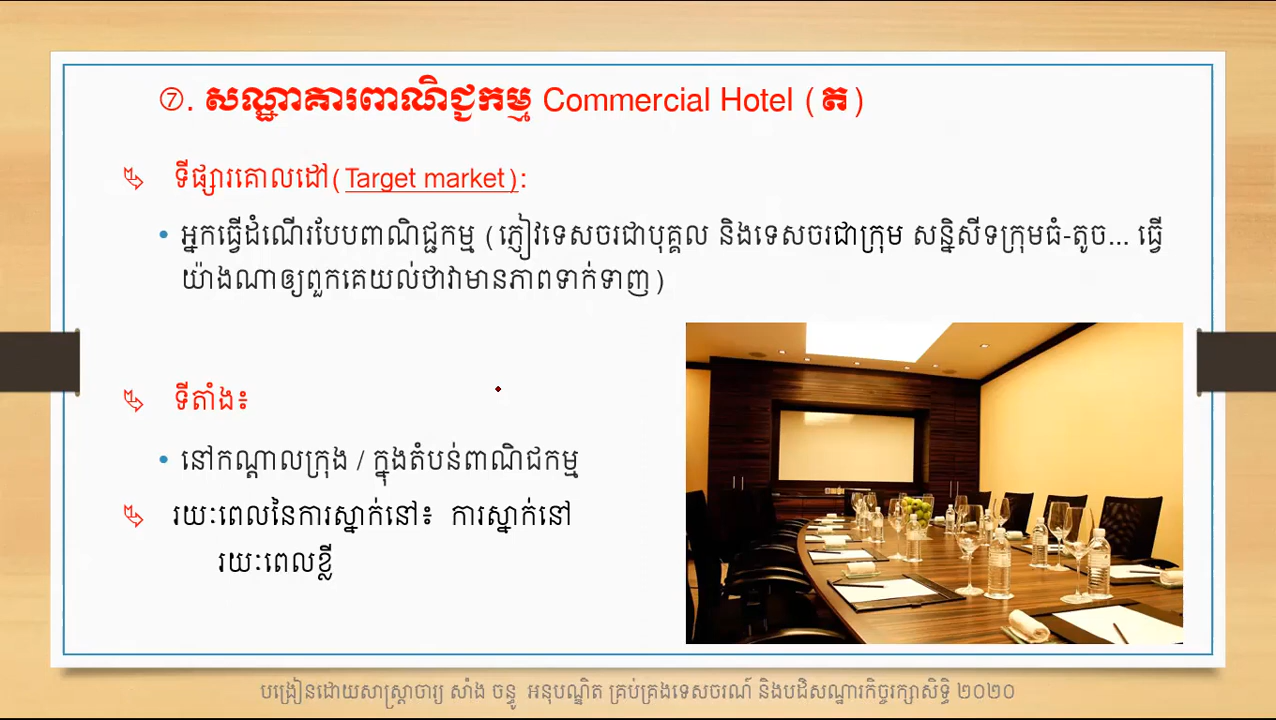 ⑦. សណ្ឋាគារពាណិជ្ជកម្ម Commercial Hotel (ត)
ទីផ្សារគោលដៅ(Target market):
• អ្នកធ្វើដំណើរបែបពាណិជ្ជកម្ម (ភ្ញៀវទេសចរជាបុគ្គល និងទេសចរជាក្រុម សន្និសីទក្រុមធំ-តូច... ធ្វើ
យ៉ាងណាឲ្យពួកគេយល់ថាវាមានភាពទាក់ទាញ)
ទីតាំង៖
• នៅកណ្តាលក្រុង / ក្នុងតំបន់ពាណិជកម្ម
រយៈពេលនៃការស្នាក់នៅ៖ ការស្នាក់នៅ
រយៈពេលខ្លី
បង្រៀនដោយសាស្ត្រាចារ្យ សាំង ចន្ធូ អនុបណ្ឌិត គ្រប់គ្រងទេសចរណ៍ និងបដិសណ្ឋារកិច្ចរក្សាសិទ្ធិ ២០២០